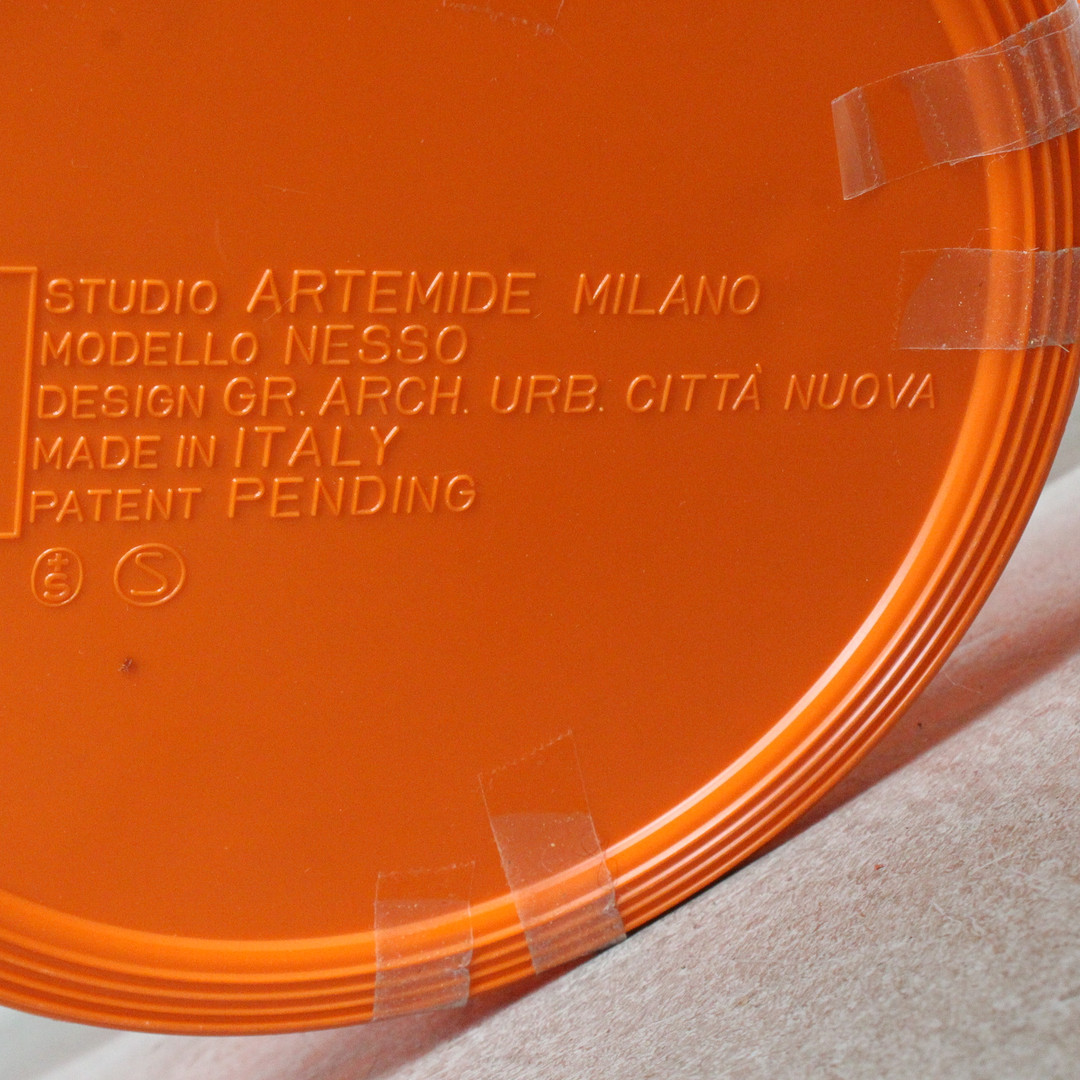 STUDIO ARTEMIDE MILANO
MODELLO NESSO
DESIGN GR. ARCH. URB. CITTÀ NUOVA
MADE IN ITALY
PATENT PENDING
+S S